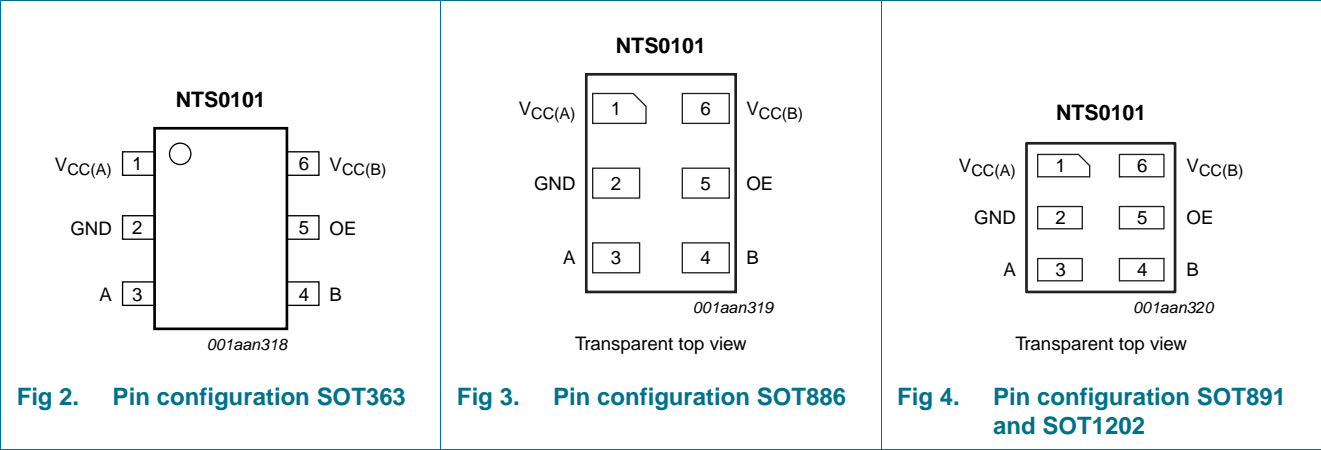 NTS0101
VCC(A) 1 6 VCC(B)
GND 2 5 OE
A 3 4 B
001aan318
Fig 2. Pin configuration SOT363
NTS0101
VCC(A) 1 6 VCC(B)
GND 2 5 OE
A 3 4 B
001aan319
Transparent top view
Fig 3. Pin configuration SOT886
NTS0101
VCC(A) 1 6 VCC(B)
GND 2 5 OE
A 3 4 B
001aan320
Transparent top view
Fig 4. Pin configuration SOT891
and SOT1202